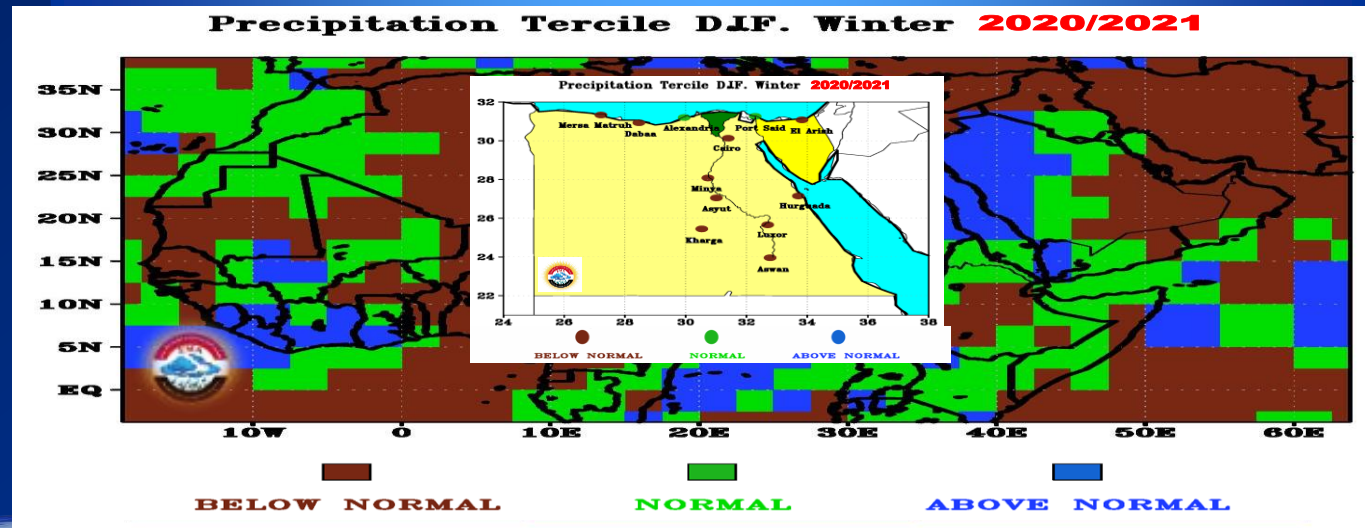 Precipitation Tercile DJF. Winter 2020/2021
35N
30N
25N
20N
15N
10N
5N
EQ
10W 0 10E 20E 30E 40E 50E 60E
BELOW NORMAL NORMAL ABOVE NORMAL
Precipitation Tercile DJF. Winter 2020/2021
32
30
28
26
24
22
24 26 28 30 32 34 36 38
Mersa Matruh
Dabaa
Alexandria
Port Said
El Arish
Cairo
Minya
Asyut
Hurguada
Kharga
Luxor
Aswan
BELOW NORMAL NORMAL ABOVE NORMAL